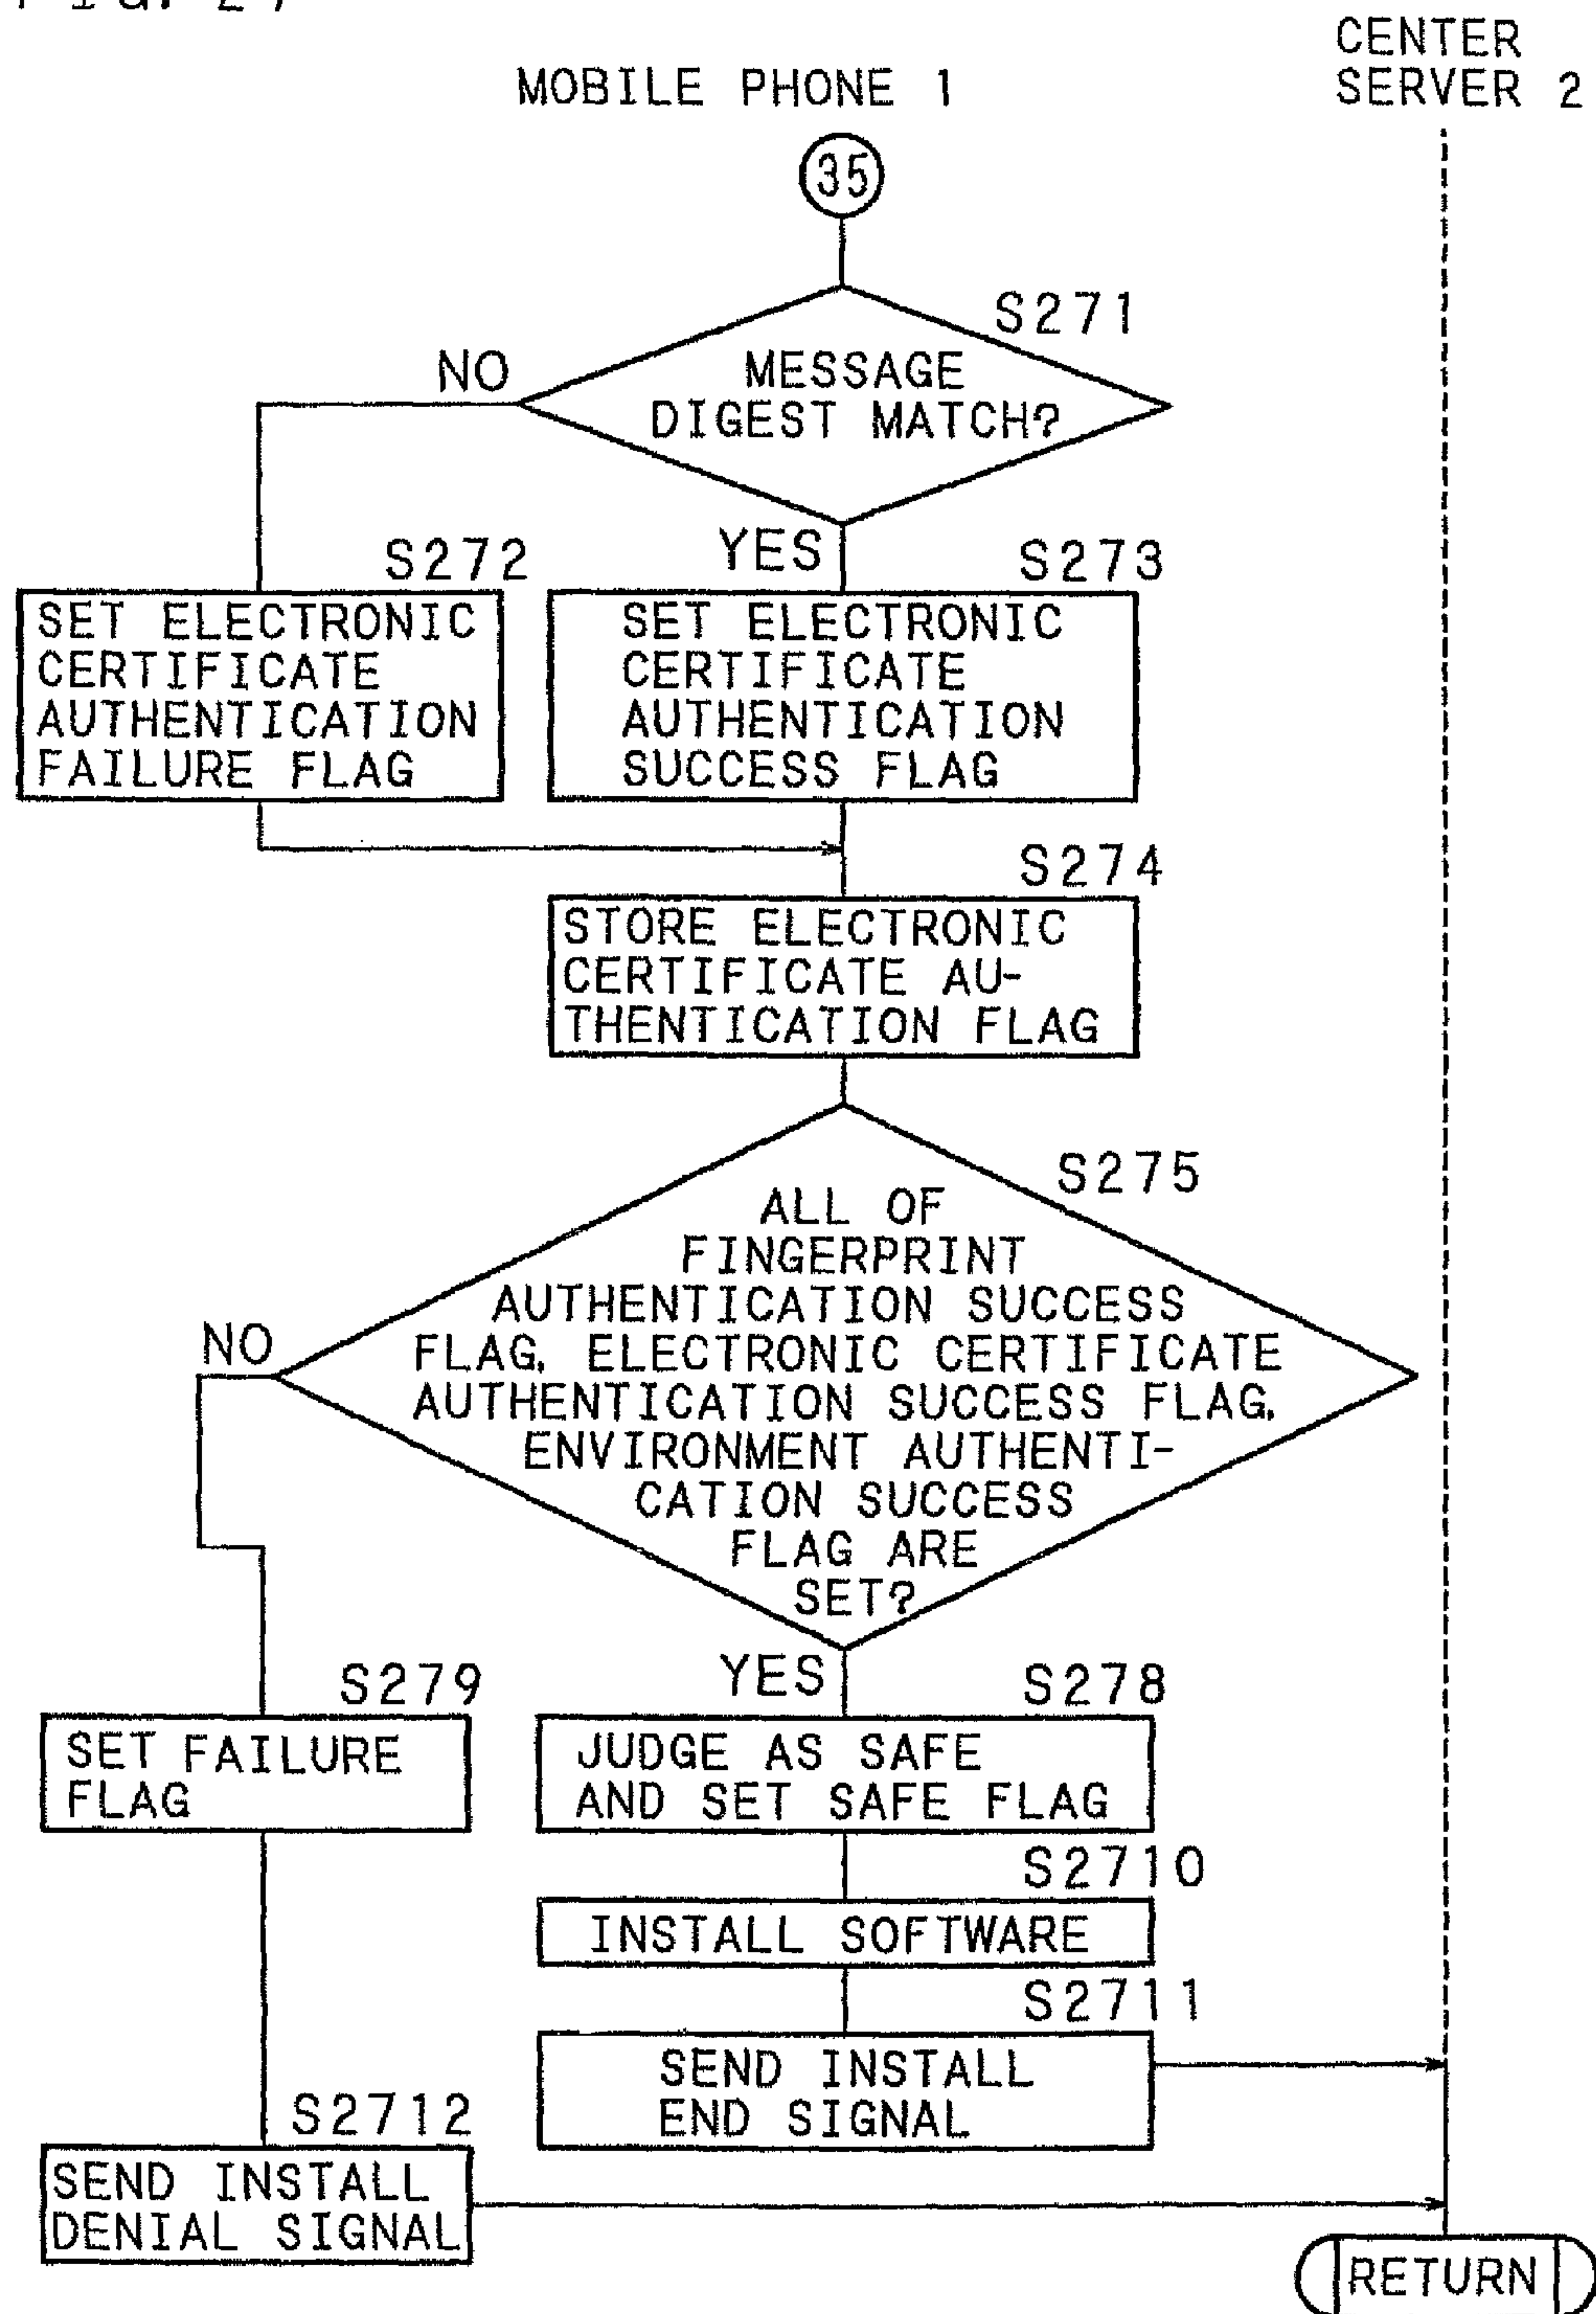 CENTER
SERVER 2
MOBILE PHONE 1
35
S271
NO
MESSAGE
DIGEST MATCH?
S272
YES
S273
SET ELECTRONIC
CERTIFICATE
AUTHENTICATION
FAILURE FLAG
SET ELECTRONIC
CERTIFICATE
AUTHENTICATION
SUCCESS FLAG
S274
STORE ELECTRONIC
CERTIFICATE AU-
THENTICATION FLAG
S275
ALL OF
FINGERPRINT
AUTHENTICATION SUCCESS
FLAG, ELECTRONIC CERTIFICATE
AUTHENTICATION SUCCESS FLAG,
ENVIRONMENT AUTHENTI-
CATION SUCCESS
FLAG ARE
SET?
NO
YES
S279
S278
SET FAILURE
FLAG
JUDGE AS SAFE
AND SET SAFE FLAG
S2710
INSTALL SOFTWARE
S2711
SEND INSTALL
END SIGNAL
S2712
SEND INSTALL
DENIAL SIGNAL
RETURN